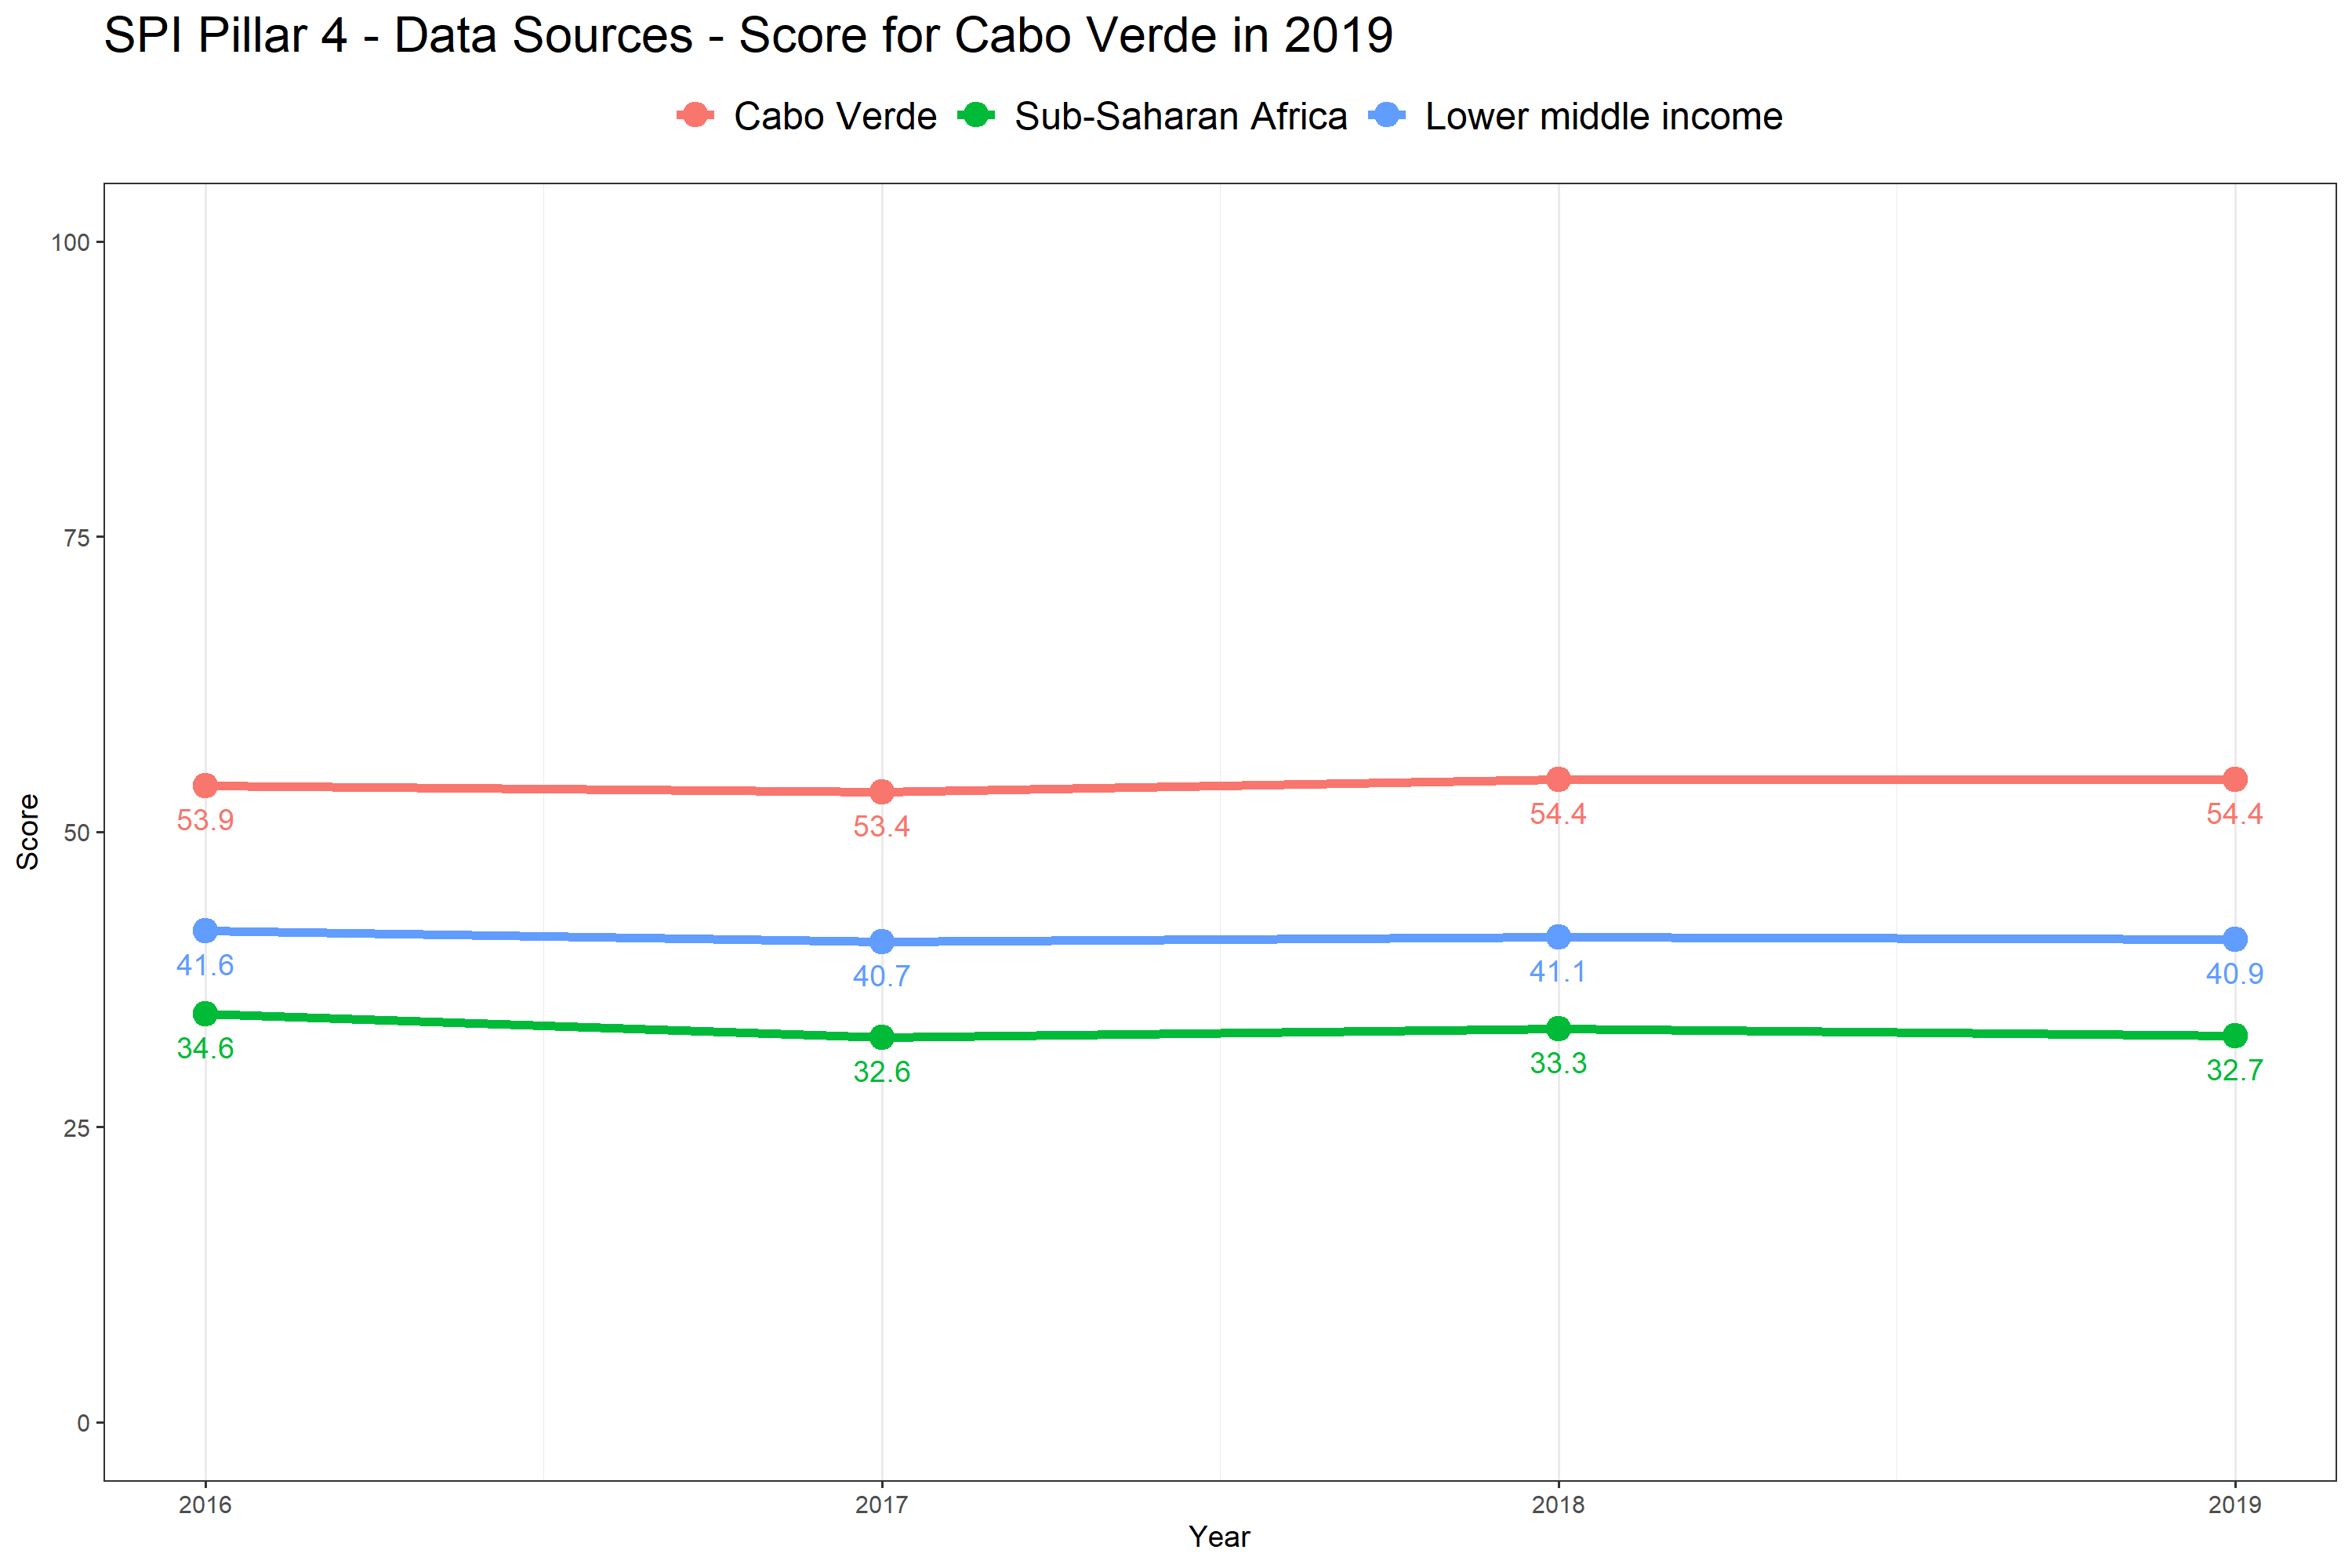 SPI Pillar 4 - Data Sources - Score for Cabo Verde in 2019
Cabo Verde Sub-Saharan Africa Lower middle income
100
75
50
25
0
Score
53.9 53.4 54.4 54.4
41.6 40.7 41.1 40.9
34.6 32.6 33.3 32.7
2016 2017 2018 2019
Year